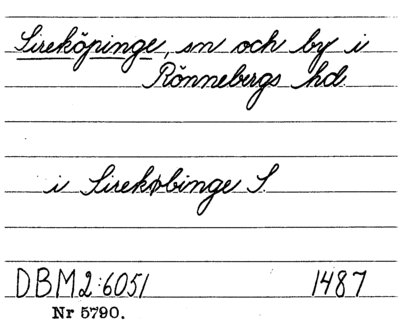 Sireköpinge, sn och by i
Rönnebergs hd.
i Sirekøbinge S.
DBM2:6051 1487
Nr 5790.